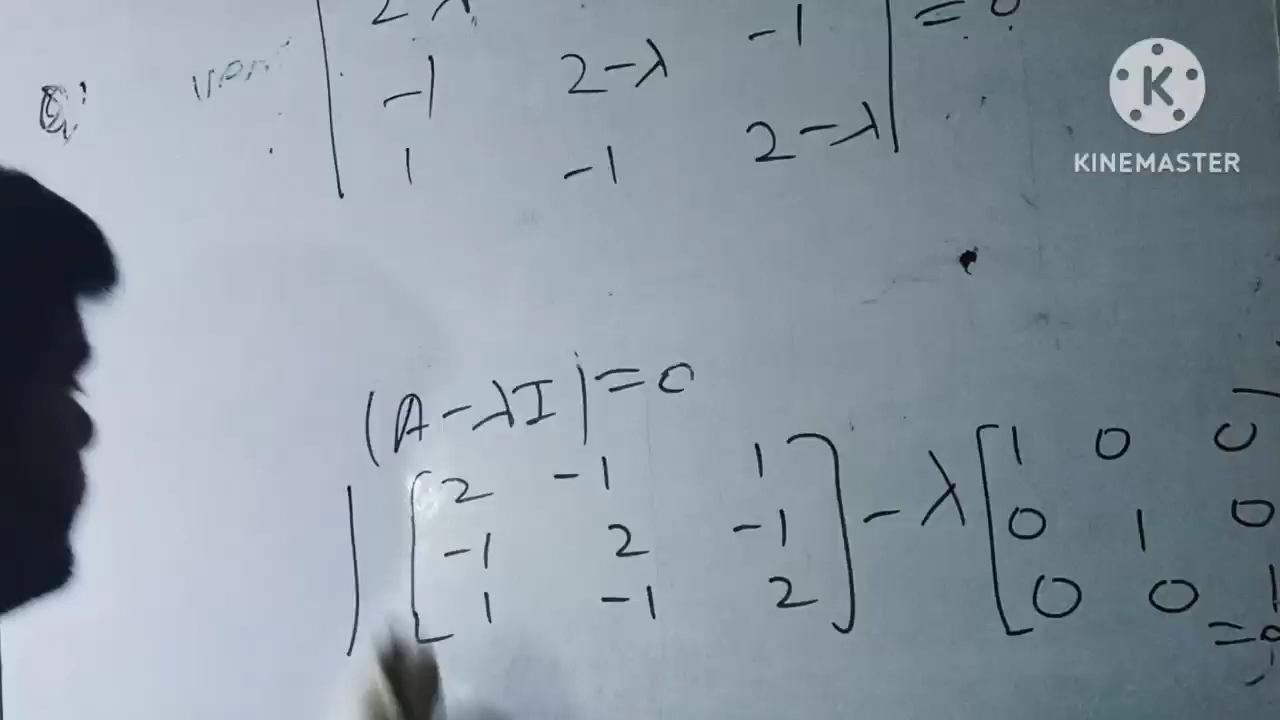 2 λ
-1 = 0
-1 2-λ
1 -1 2-λ
KINEMASTER
(A-λI|=0
|[2 -1 1] - λ[1 0 0
-1 2 -1 0 1 0
1 -1 2 0 0 1
=0